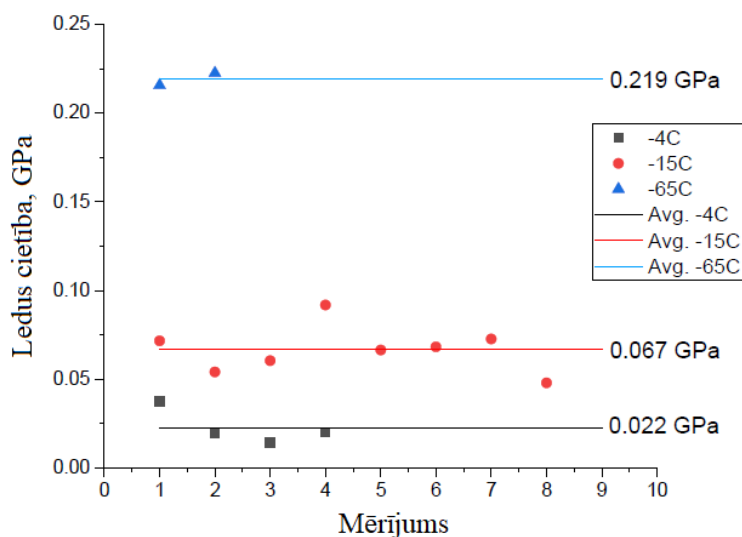 0.25
0.20
0.15
0.10
0.05
0.00
Ledus cietība, GPa
0 1 2 3 4 5 6 7 8 9 10
Mērījums
0.219 GPa
0.067 GPa
0.022 GPa
-4C
-15C
-65C
Avg. -4C
Avg. -15C
Avg. -65C